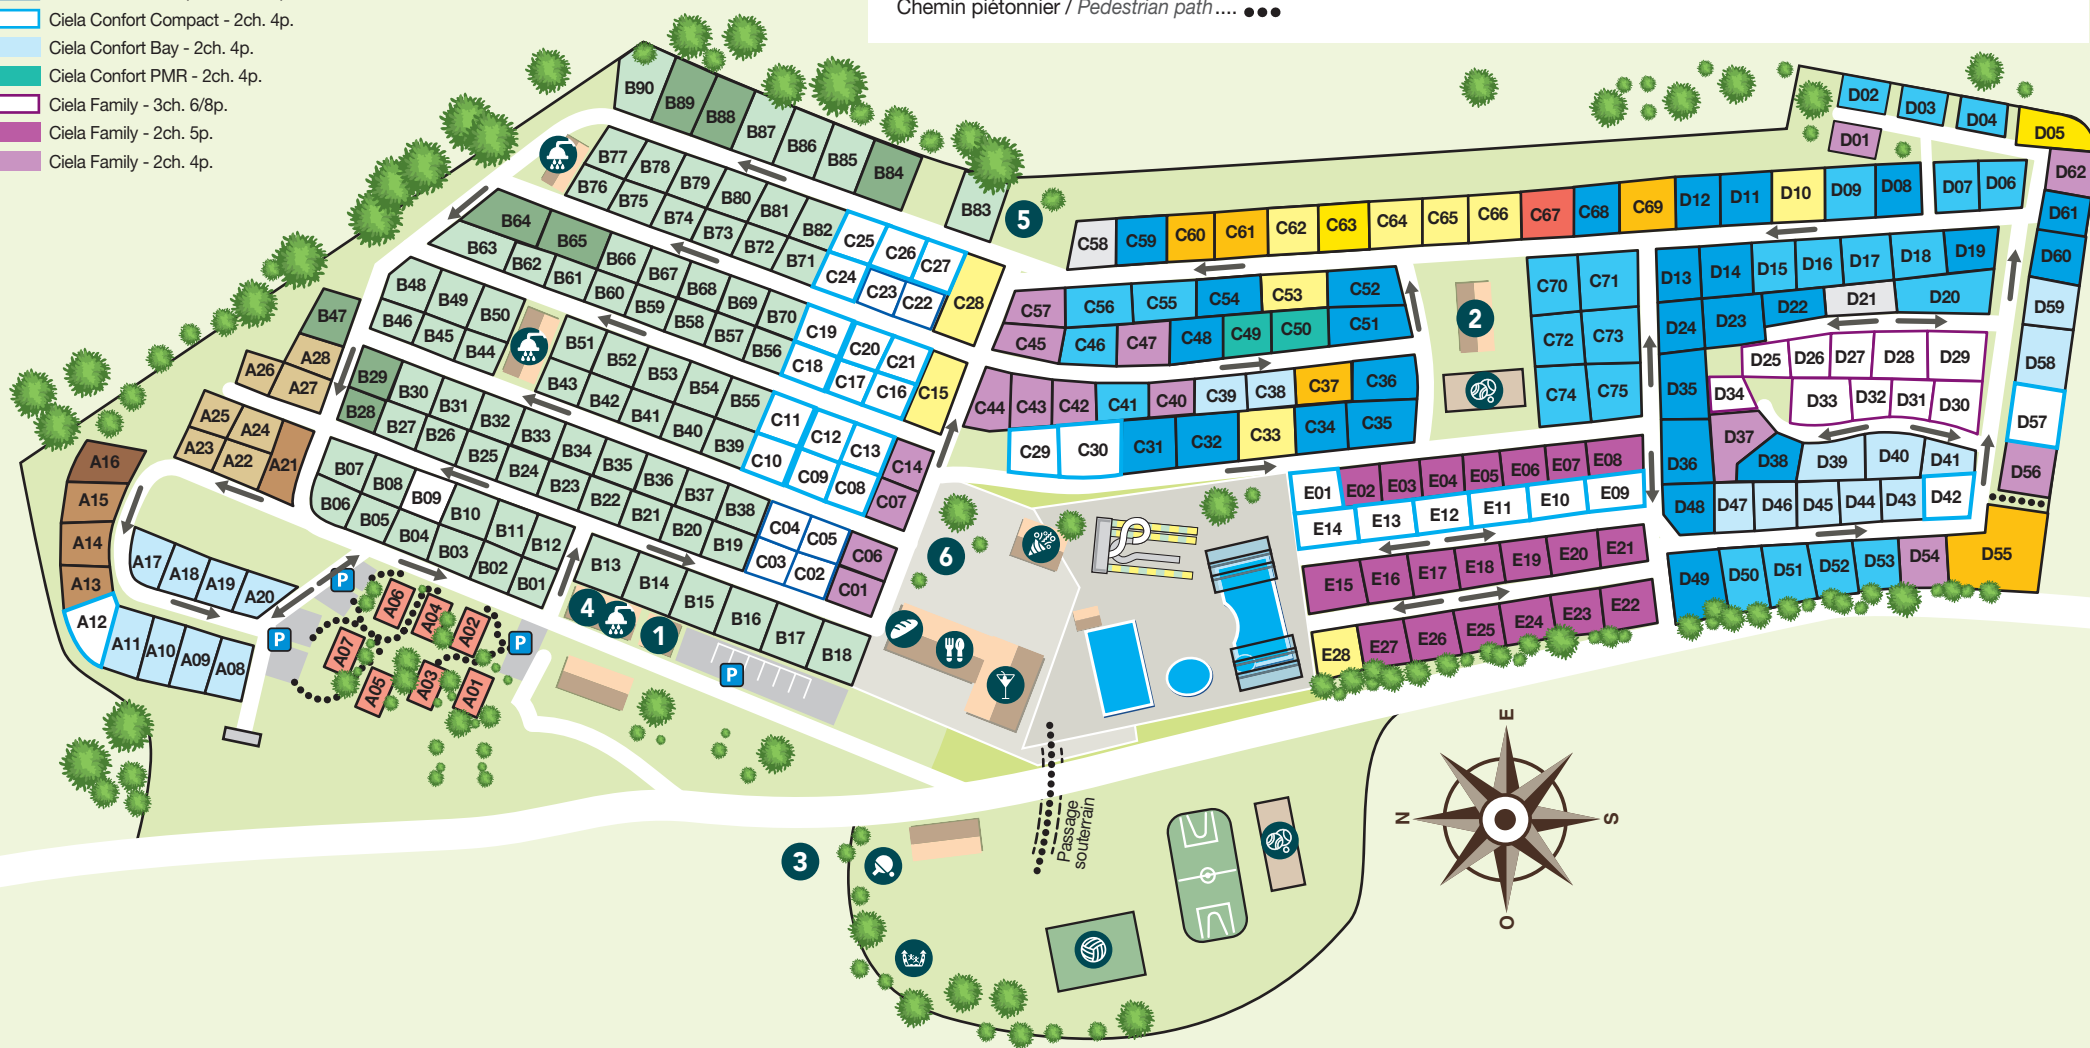 Ciela Confort Compact - 2ch. 4p.
Ciela Confort Bay - 2ch. 4p.
Ciela Confort PMR - 2ch. 4p.
Ciela Family - 3ch. 6/8p.
Ciela Family - 2ch. 5p.
Ciela Family - 2ch. 4p.
Chemin piétonnier / Pedestrian path....
B90 B89 B88 B87 B86 B85 B84 B83
B77 B78 B79 B80 B81 B82
B76 B75 B74 B73 B72 B71
C25 C26 C27 C28
C24 C23 C22
B64 B65 B66 B67 B68 B69 B70
B63 B62 B61 B60 B59 B58 B57 B56
C19 C20 C21 C15
C18 C17 C16
B48 B49 B50 B51 B52 B53 B54 B55
B46 B45 B44 B43 B42 B41 B40 B39
C11 C12 C13 C14
C10 C09 C08 C07
B47
A28 A26 A27
B29 B30 B31 B32 B33 B34 B35 B36 B37 B38
B28 B27 B26 B25 B24 B23 B22 B21 B20 B19
C04 C05 C06
C03 C02 C01
A25 A24 A23 A22 A21
B07 B08 B09 B10 B11 B12
B06 B05 B04 B03 B02 B01
B13 B14 B15 B16 B17 B18
A16 A15 A14 A13 A12
A17 A18 A19 A20
A11 A10 A09 A08
A06 A04 A02
A07 A05 A03 A01
P
P
P
P
5
2
4
1
6
3
C58 C59 C60 C61 C62 C63 C64 C65 C66 C67 C68 C69 D12 D11 D10 D09 D08 D07 D06
D02 D03 D04 D05
D01
D62 D61 D60 D59 D58 D57 D56
C57 C56 C55 C54 C53 C52
C45 C46 C47 C48 C49 C50 C51
C44 C43 C42 C41 C40 C39 C38 C37 C36
C29 C30 C31 C32 C33 C34 C35
C70 C71
C72 C73
C74 C75
D13 D14 D15 D16 D17 D18 D19
D24 D23 D22 D21 D20
D25 D26 D27 D28 D29
D35 D34 D33 D32 D31 D30
D36 D37 D38 D39 D40 D41
D48 D47 D46 D45 D44 D43 D42
D49 D50 D51 D52 D53 D54 D55
E01 E02 E03 E04 E05 E06 E07 E08
E14 E13 E12 E11 E10 E09
E15 E16 E17 E18 E19 E20 E21
E28 E27 E26 E25 E24 E23 E22
Passage
souterrain
E
N
S
O